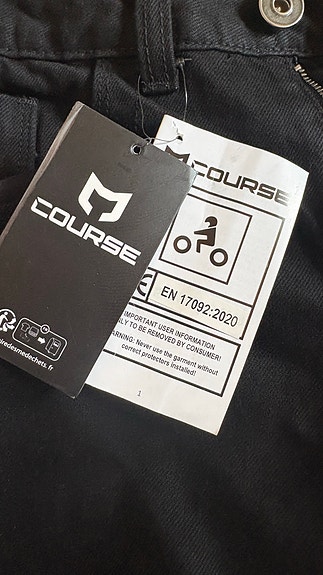 COURSE
COURSE
EN 17092:2020
IMPORTANT USER INFORMATION
TO BE REMOVED BY CONSUMER!
WARNING: Never use the garment without
correct protectors installed!
1